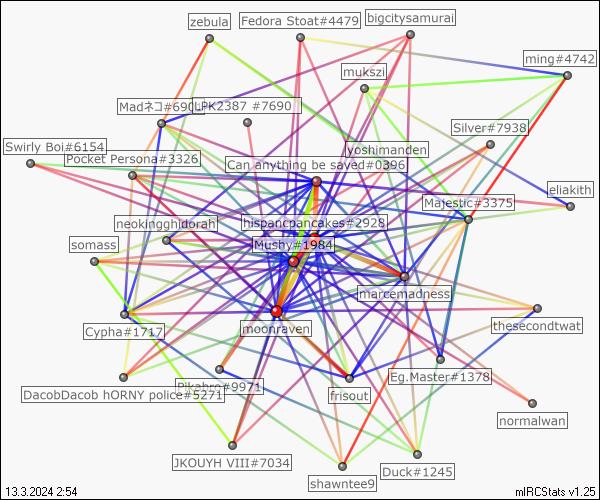 zebula
Fedora Stoat#4479
bigcitysamurai
ming#4742
mukszi
Madネコ#690
LPK2387 #7690
Silver#7938
Swirly Boi#6154
Pocket Persona#3326
yoshimanden
Can anything be saved#0396
eliakith
Majestic#3375
neokingghidorah
hispancpancakes#2928
somass
Mushy#1984
marcemadness
Cypha#1717
moonraven
thesecondtwat
DacobDacob hORNY police#5271
Pikabro#9971
frisout
Eg.Master#1378
normalwan
JKOUYH VIII#7034
shawntee9
Duck#1245
13.3.2024 2:54
mIRCStats v1.25